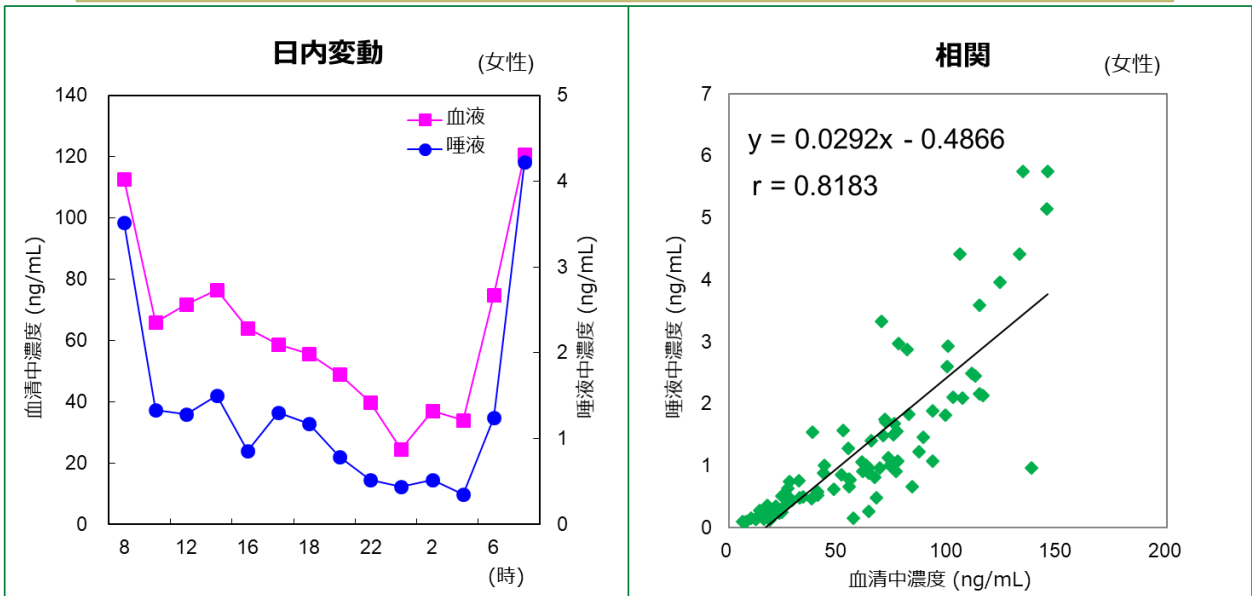 日内変動
(女性)
血液
唾液
血清中濃度 (ng/mL)
140
120
100
80
60
40
20
0
5
4
3
2
1
0
唾液中濃度 (ng/mL)
8 12 16 18 22 2 6
(時)
相関
(女性)
y = 0.0292x - 0.4866
r = 0.8183
唾液中濃度 (ng/mL)
7
6
5
4
3
2
1
0
0 50 100 150 200
血清中濃度 (ng/mL)